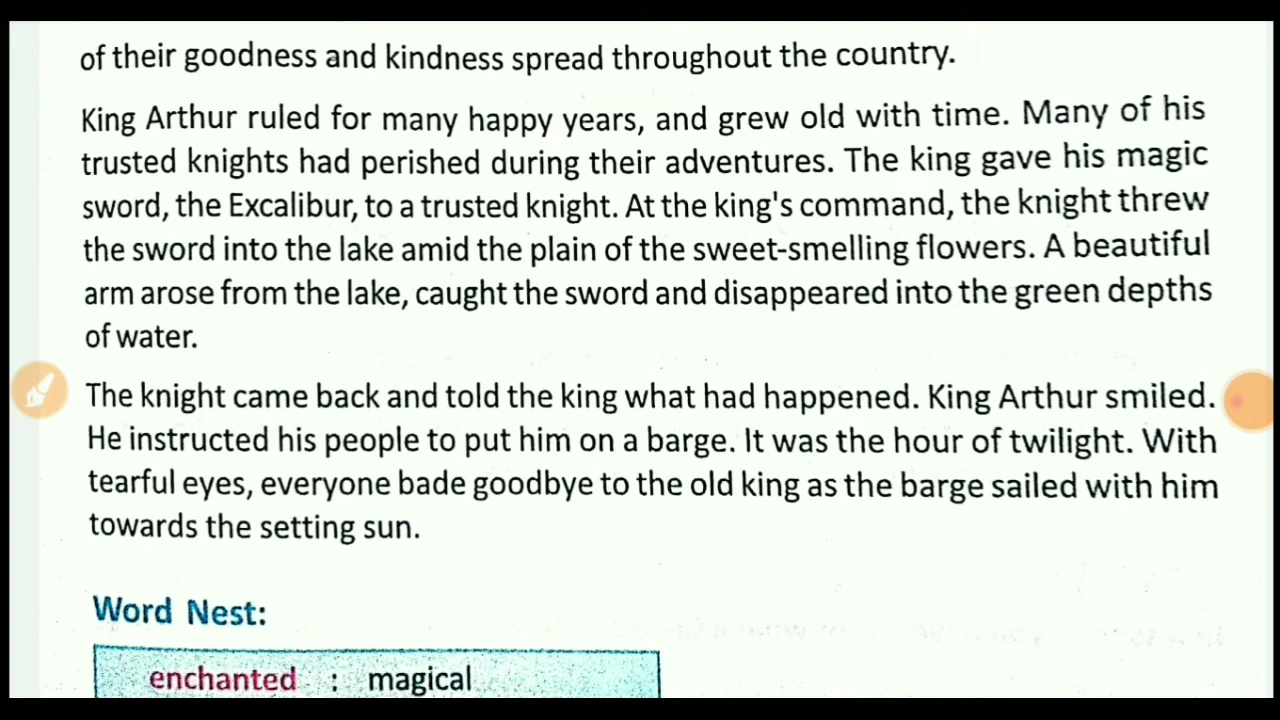 of their goodness and kindness spread throughout the country.
King Arthur ruled for many happy years, and grew old with time. Many of his
trusted knights had perished during their adventures. The king gave his magic
sword, the Excalibur, to a trusted knight. At the king's command, the knight threw
the sword into the lake amid the plain of the sweet-smelling flowers. A beautiful
arm arose from the lake, caught the sword and disappeared into the green depths
of water.
The knight came back and told the king what had happened. King Arthur smiled.
He instructed his people to put him on a barge. It was the hour of twilight. With
tearful eyes, everyone bade goodbye to the old king as the barge sailed with him
towards the setting sun.
Word Nest:
enchanted : magical